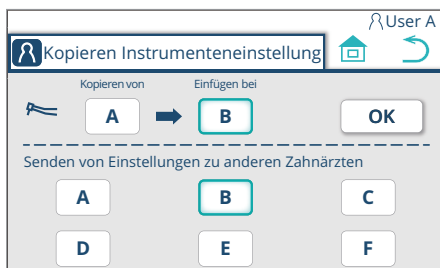 User A
Kopieren Instrumenteneinstellung
Kopieren von Einfügen bei
A B OK
Senden von Einstellungen zu anderen Zahnärzten
A B C
D E F